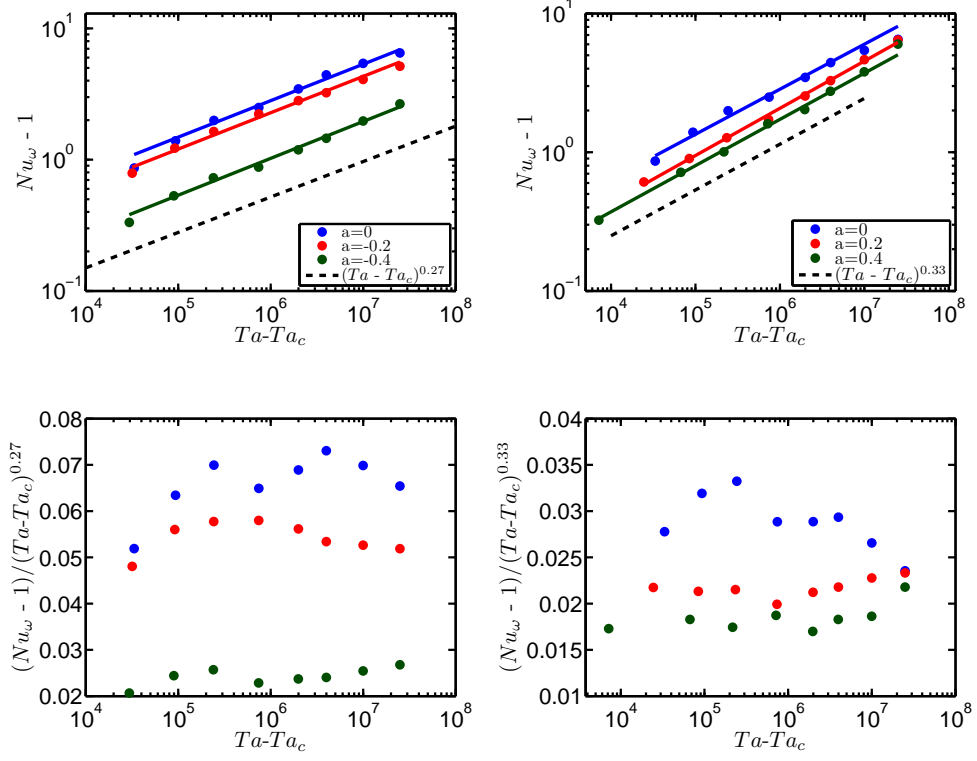 10^1
10^0
10^{-1}
Nu_ω - 1
10^4 10^5 10^6 10^7 10^8
Ta-Ta_c
a=0
a=-0.2
a=-0.4
(Ta - Ta_c)^{0.27}
10^1
10^0
10^{-1}
Nu_ω - 1
10^4 10^5 10^6 10^7 10^8
Ta-Ta_c
a=0
a=0.2
a=0.4
(Ta - Ta_c)^{0.33}
0.08
0.07
0.06
0.05
0.04
0.03
0.02
(Nu_ω - 1)/(Ta-Ta_c)^{0.27}
10^4 10^5 10^6 10^7 10^8
Ta-Ta_c
0.04
0.035
0.03
0.025
0.02
0.015
0.01
(Nu_ω - 1)/(Ta-Ta_c)^{0.33}
10^4 10^5 10^6 10^7 10^8
Ta-Ta_c